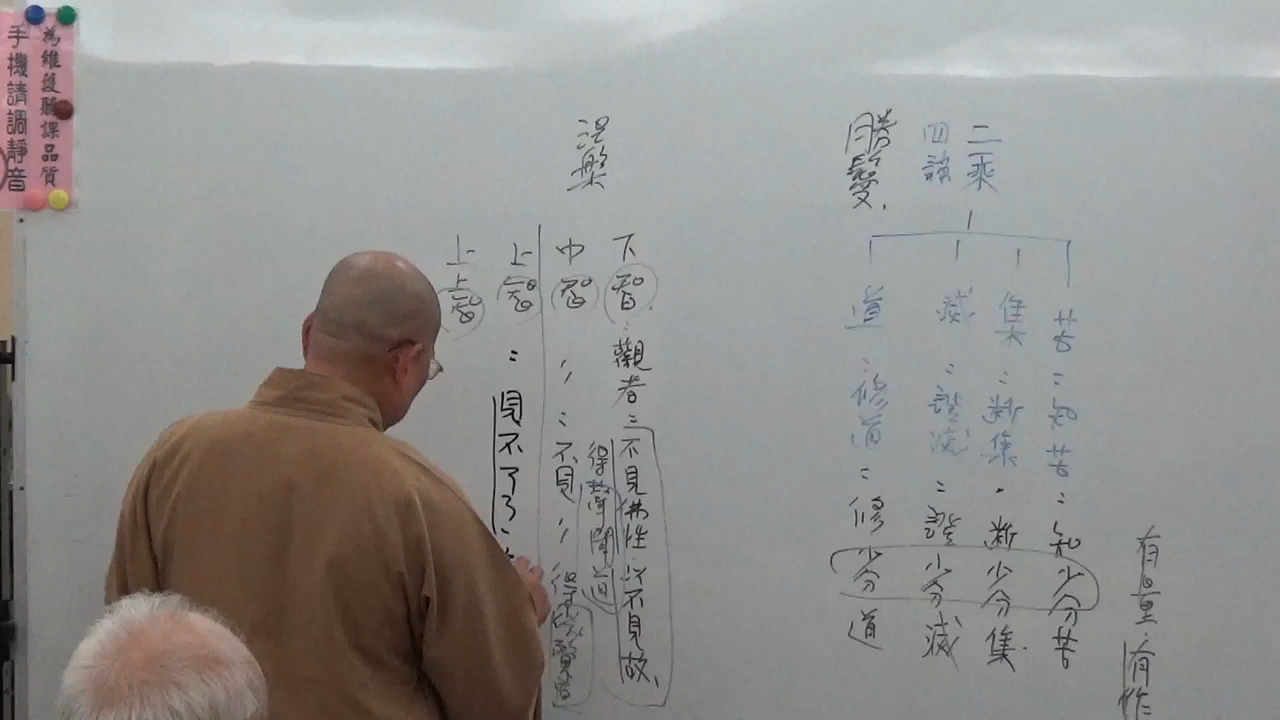 二乘
四諦
勝鬘
苦：知苦：知少分苦
集：断集：断少分集
滅：證滅：證少分滅
道：修道：修少分道
有量、有作
涅槃
下智：觀者：不見佛性、以不見故、
得聲聞道
中智〃：不見〃得緣覺道
上智：見不了了、
上上智
為維護聽課品質
手機請調靜音